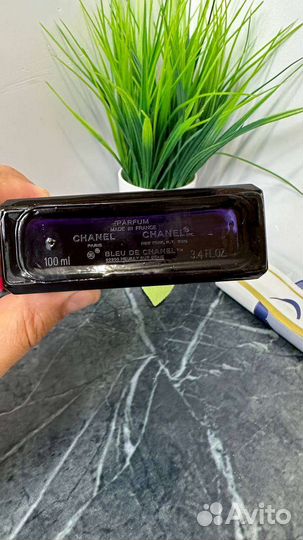 PARFUM
MADE IN FRANCE
CHANEL CHANEL
PARIS
BLEU DE CHANEL
100 ml
3.4 FL.OZ
Avito